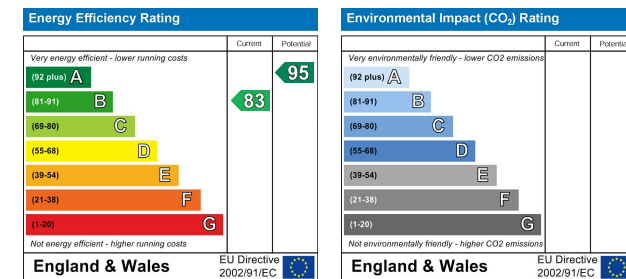 Energy Efficiency Rating
Current Potential
Very energy efficient - lower running costs
(92 plus) A
95
(81-91) B
83
(69-80) C
(55-68) D
(39-54) E
(21-38) F
(1-20) G
Not energy efficient - higher running costs
England & Wales
EU Directive
2002/91/EC
Environmental Impact (CO₂) Rating
Current Potential
Very environmentally friendly - lower CO2 emissions
(92 plus) A
(81-91) B
(69-80) C
(55-68) D
(39-54) E
(21-38) F
(1-20) G
Not environmentally friendly - higher CO2 emissions
England & Wales
EU Directive
2002/91/EC